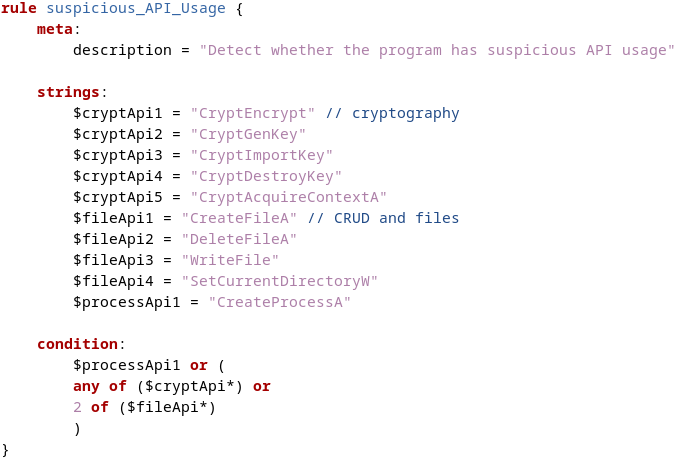 rule suspicious_API_Usage {
    meta:
        description = "Detect whether the program has suspicious API usage"

    strings:
        $cryptApi1 = "CryptEncrypt" // cryptography
        $cryptApi2 = "CryptGenKey"
        $cryptApi3 = "CryptImportKey"
        $cryptApi4 = "CryptDestroyKey"
        $cryptApi5 = "CryptAcquireContextA"
        $fileApi1 = "CreateFileA" // CRUD and files
        $fileApi2 = "DeleteFileA"
        $fileApi3 = "WriteFile"
        $fileApi4 = "SetCurrentDirectoryW"
        $processApi1 = "CreateProcessA"

    condition:
        $processApi1 or (
        any of ($cryptApi*) or
        2 of ($fileApi*)
        )
}